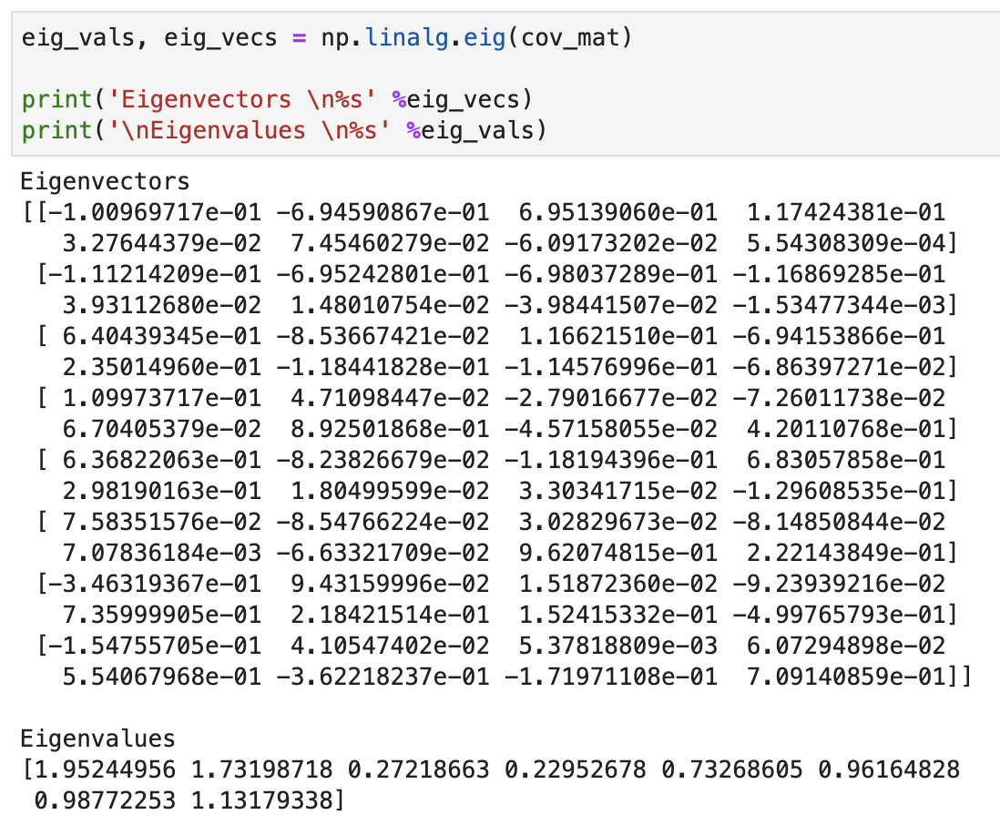 eig_vals, eig_vecs = np.linalg.eig(cov_mat)

print('Eigenvectors \n%s' %eig_vecs)
print('\nEigenvalues \n%s' %eig_vals)
Eigenvectors
[[-1.00969717e-01 -6.94590867e-01  6.95139060e-01  1.17424381e-01
   3.27644379e-02  7.45460279e-02 -6.09173202e-02  5.54308309e-04]
 [-1.11214209e-01 -6.95242801e-01 -6.98037289e-01 -1.16869285e-01
   3.93112680e-02  1.48010754e-02 -3.98441507e-02 -1.53477344e-03]
 [ 6.40439345e-01 -8.53667421e-02  1.16621510e-01 -6.94153866e-01
   2.35014960e-01 -1.18441828e-01 -1.14576996e-01 -6.86397271e-02]
 [ 1.09973717e-01  4.71098447e-02 -2.79016677e-02 -7.26011738e-02
   6.70405379e-02  8.92501868e-01 -4.57158055e-02  4.20110768e-01]
 [ 6.36822063e-01 -8.23826679e-02 -1.18194396e-01  6.83057858e-01
   2.98190163e-01  1.80499599e-02  3.30341715e-02 -1.29608535e-01]
 [ 7.58351576e-02 -8.54766224e-02  3.02829673e-02 -8.14850844e-02
   7.07836184e-03 -6.63321709e-02  9.62074815e-01  2.22143849e-01]
 [-3.46319367e-01  9.43159996e-02  1.51872360e-02 -9.23939216e-02
   7.35999905e-01  2.18421514e-01  1.52415332e-01 -4.99765793e-01]
 [-1.54755705e-01  4.10547402e-02  5.37818809e-03  6.07294898e-02
   5.54067968e-01 -3.62218237e-01 -1.71971108e-01  7.09140859e-01]]

Eigenvalues
[1.95244956 1.73198718 0.27218663 0.22952678 0.73268605 0.96164828
 0.98772253 1.13179338]